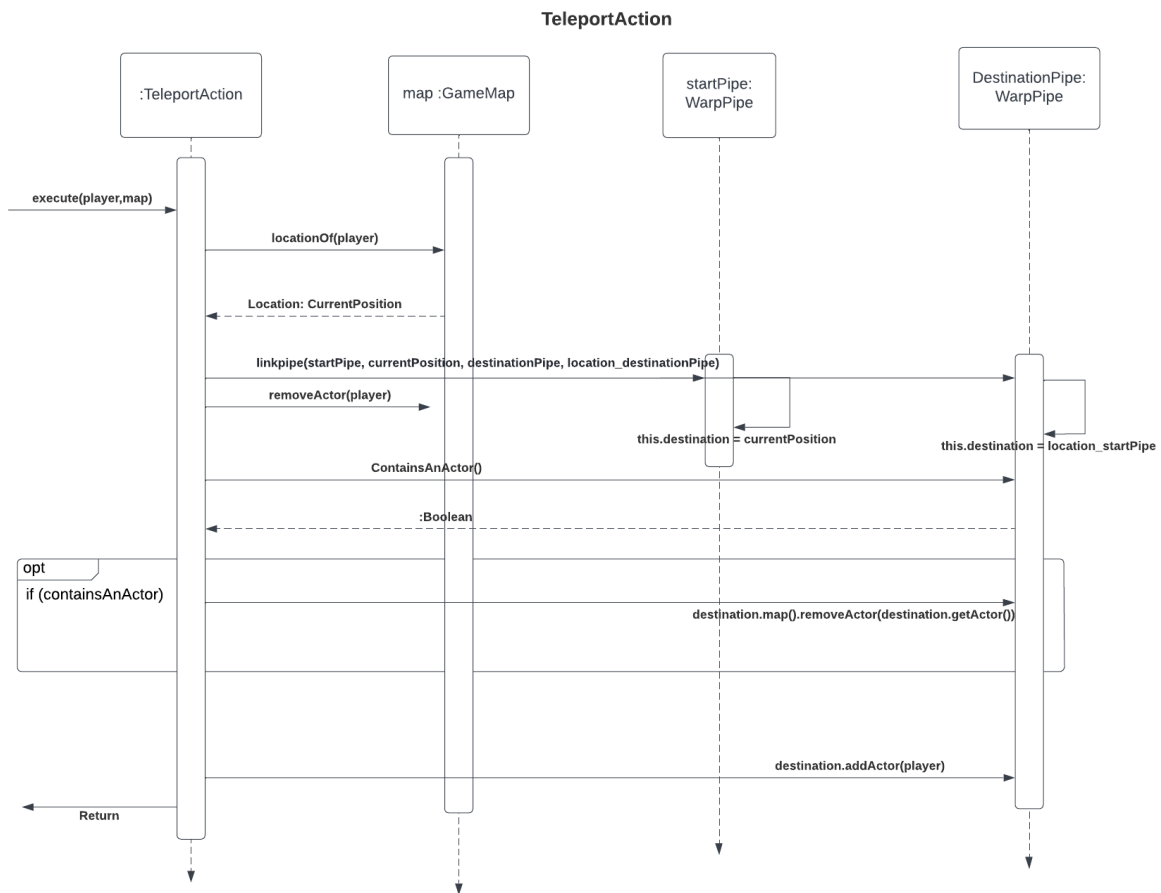 TeleportAction
:TeleportAction
map :GameMap
startPipe:
WarpPipe
DestinationPipe:
WarpPipe
execute(player,map)
locationOf(player)
Location: CurrentPosition
linkpipe(startPipe, currentPosition, destinationPipe, location_destinationPipe)
removeActor(player)
this.destination = currentPosition
this.destination = location_startPipe
ContainsAnActor()
:Boolean
opt
if (containsAnActor)
destination.map().removeActor(destination.getActor())
destination.addActor(player)
Return